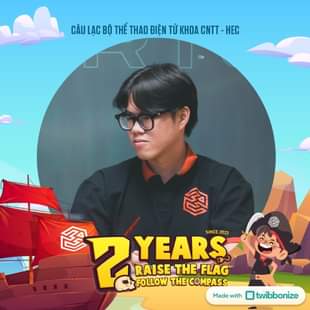 CÂU LẠC BỘ THỂ THAO ĐIỆN TỬ KHOA CNTT - HEC
SINCE 2023
2 YEARS
RAISE THE FLAG
FOLLOW THE COMPASS
Made with twibbonize